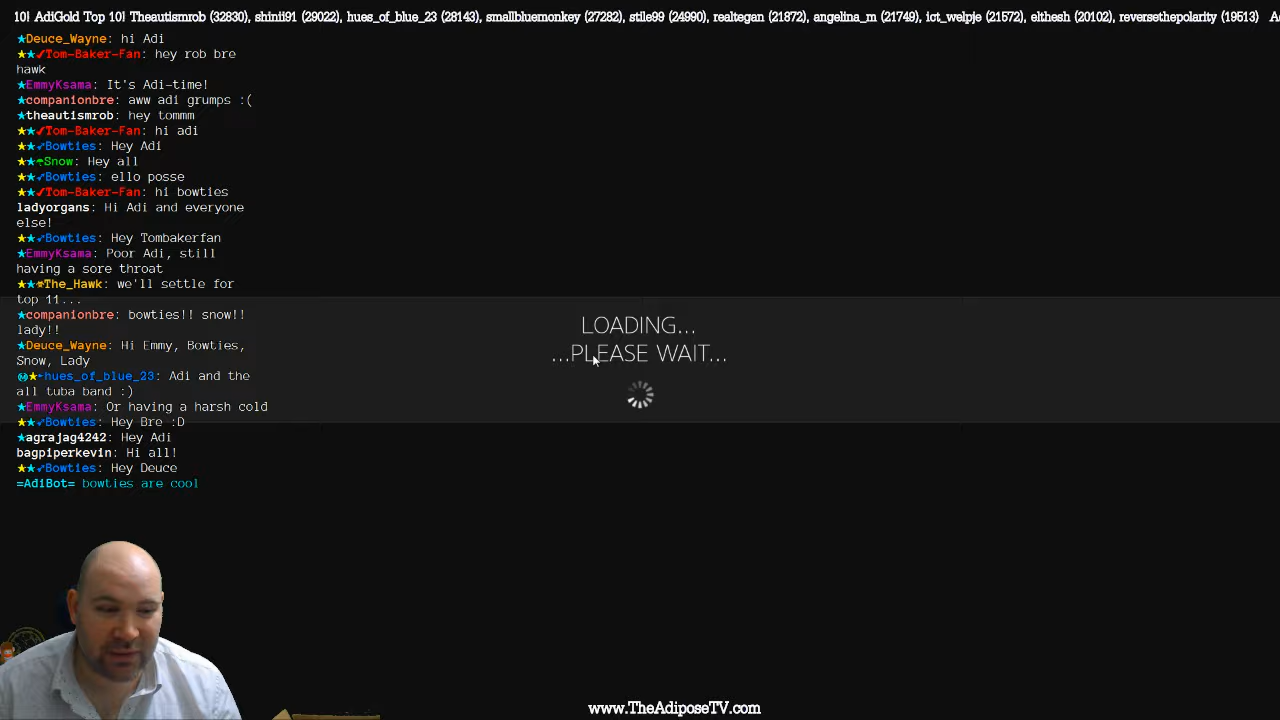 10! AdiGold Top 10! Theautismrob (32830), shinii91 (29022), hues_of_blue_23 (28143), smallbluemonkey (27282), stile99 (24990), realtegan (21872), angelina_m (21749), ict_welpje (21572), elthesh (20102), reversethepolarity (19513)
Deuce_Wayne: hi Adi
Tom-Baker-Fan: hey rob bre
hawk
EmmyKsama: It's Adi-time!
companionbre: aww adi grumps :(
theautismrob: hey tommm
Tom-Baker-Fan: hi adi
Bowties: Hey Adi
Snow: Hey all
Bowties: ello posse
Tom-Baker-Fan: hi bowties
ladyorgans: Hi Adi and everyone
else!
Bowties: Hey Tombakerfan
EmmyKsama: Poor Adi, still
having a sore throat
The_Hawk: we'll settle for
top 11...
companionbre: bowties!! snow!!
lady!!
Deuce_Wayne: Hi Emmy, Bowties,
Snow, Lady
hues_of_blue_23: Adi and the
all tuba band :)
EmmyKsama: Or having a harsh cold
Bowties: Hey Bre :D
agrajag4242: Hey Adi
bagpiperkevin: Hi all!
Bowties: Hey Deuce
=AdiBot= bowties are cool
LOADING...
...PLEASE WAIT...
www.TheAdiposeTV.com